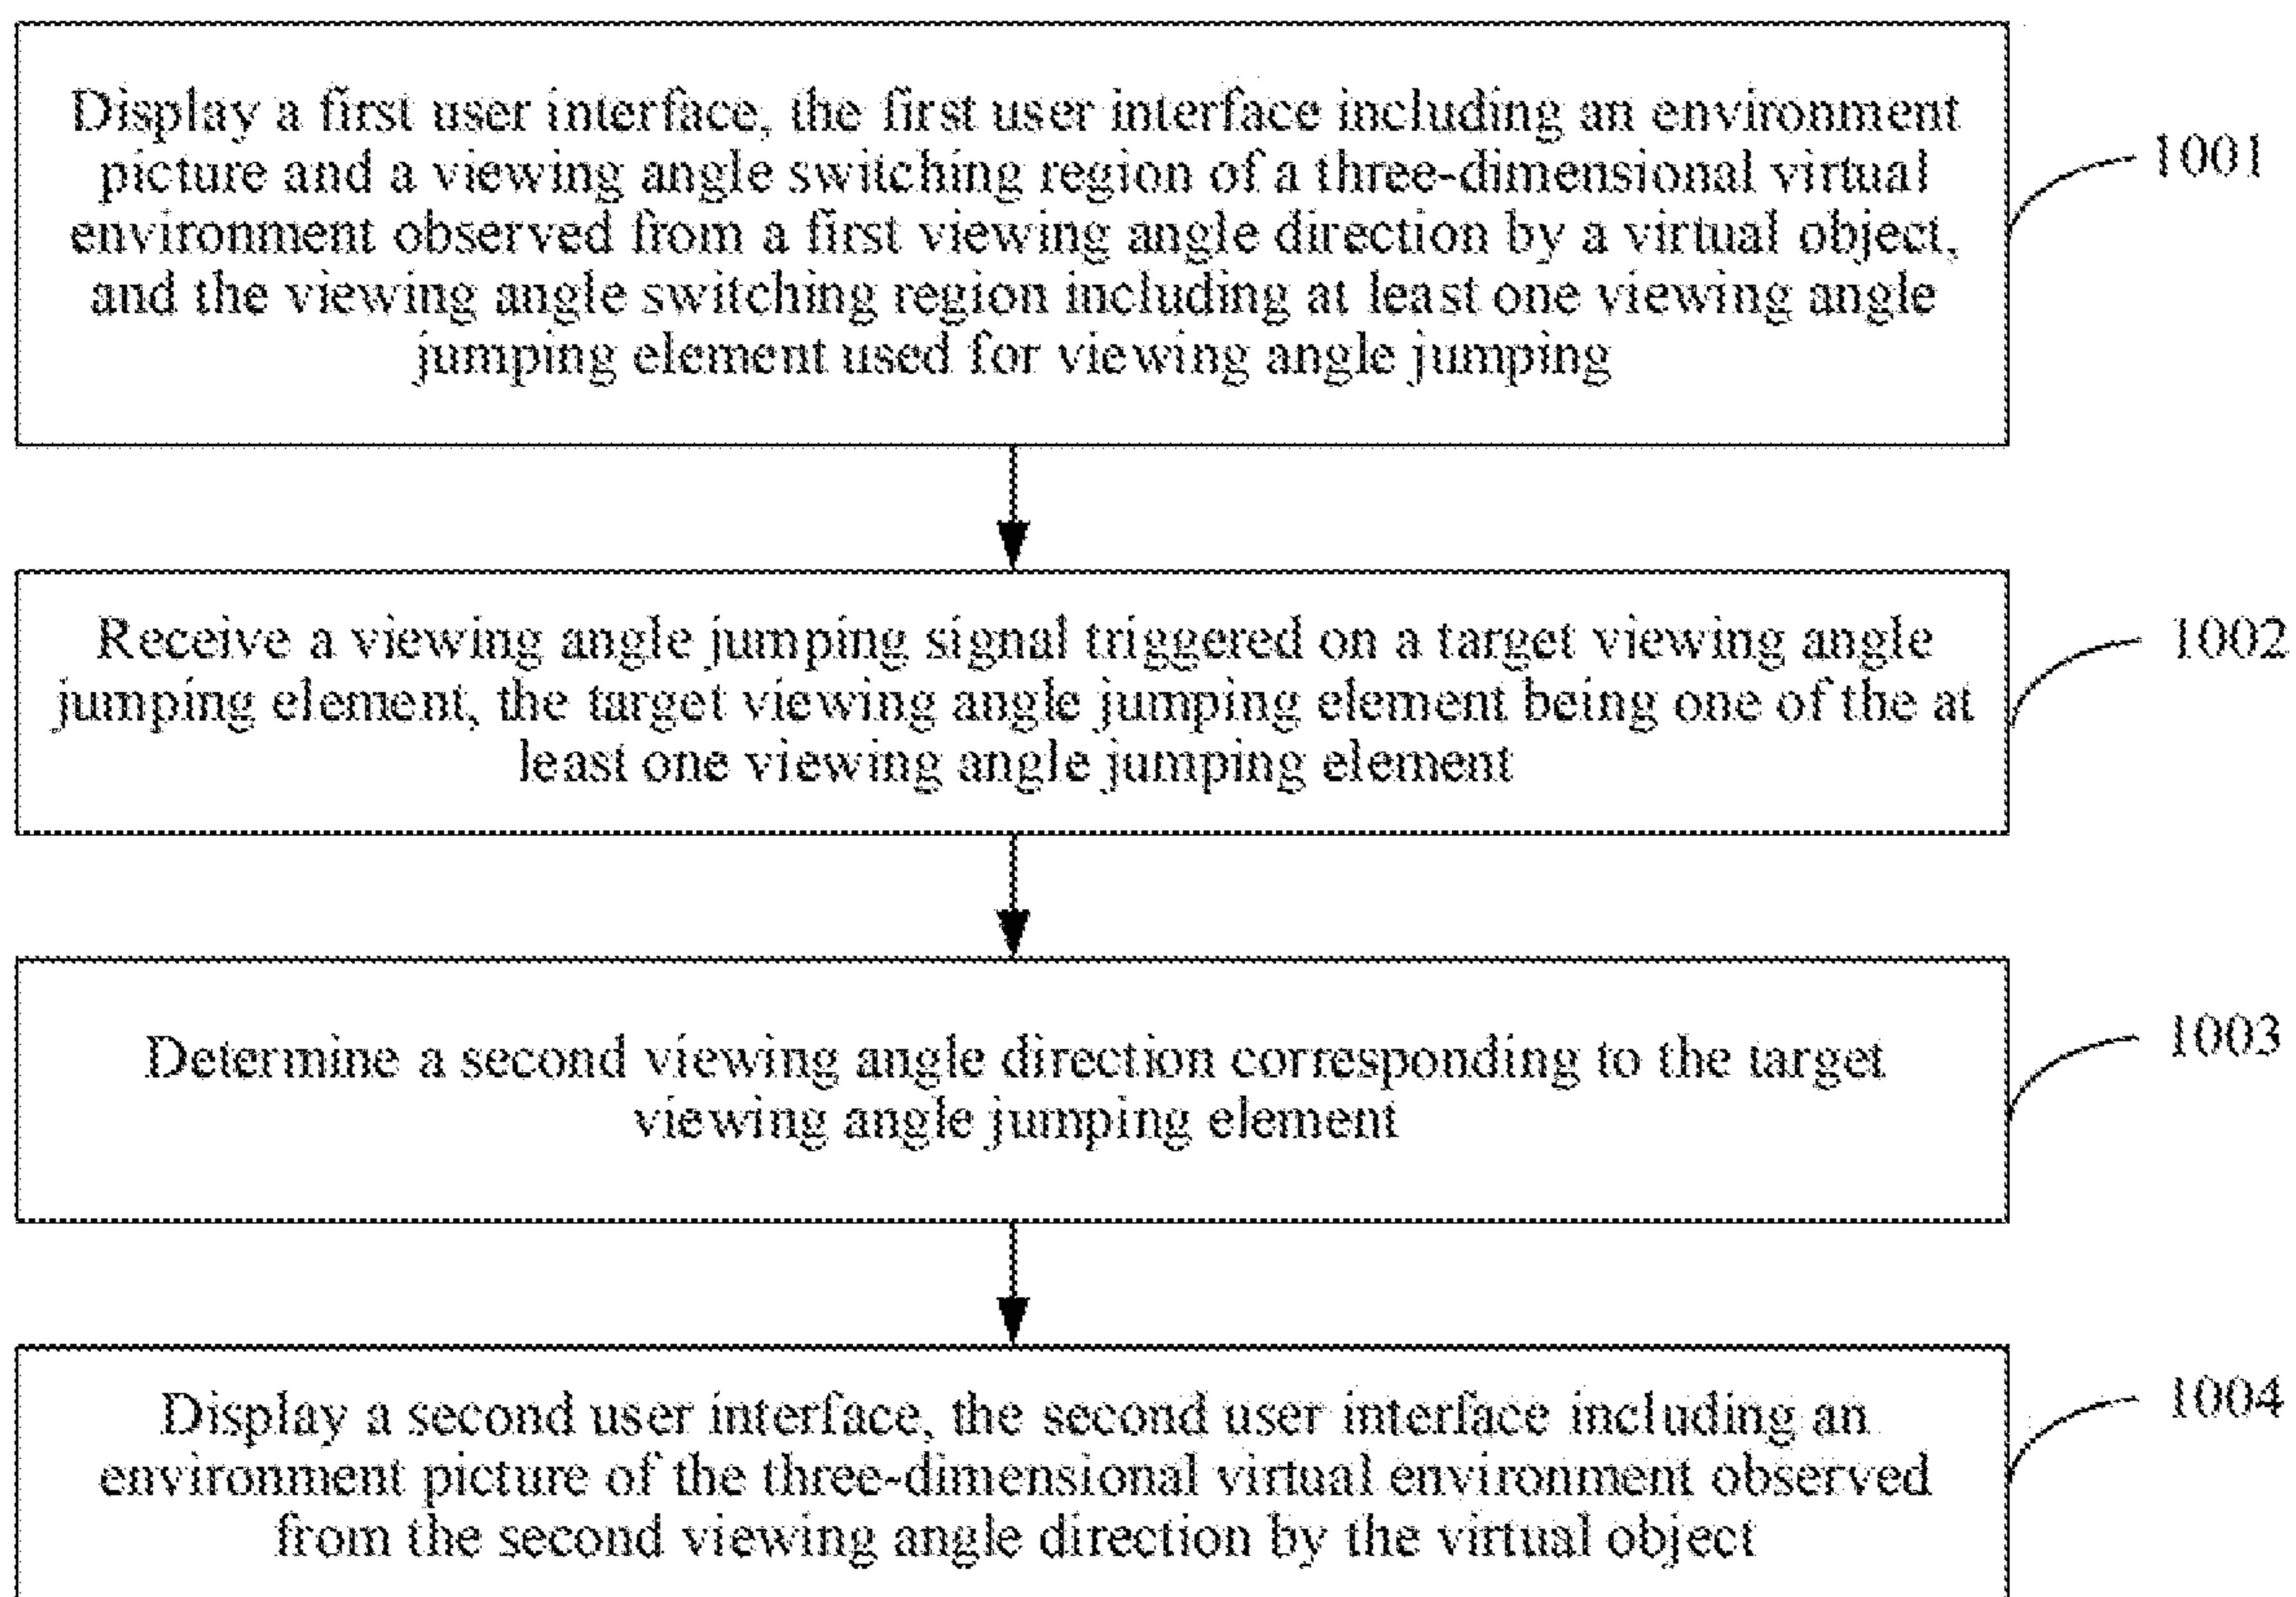 Display a first user interface, the first user interface including an environment
picture and a viewing angle switching region of a three-dimensional virtual
environment observed from a first viewing angle direction by a virtual object,
and the viewing angle switching region including at least one viewing angle
jumping element used for viewing angle jumping
1001
Receive a viewing angle jumping signal triggered on a target viewing angle
jumping element, the target viewing angle jumping element being one of the at
least one viewing angle jumping element
1002
Determine a second viewing angle direction corresponding to the target
viewing angle jumping element
1003
Display a second user interface, the second user interface including an
environment picture of the three-dimensional virtual environment observed
from the second viewing angle direction by the virtual object
1004